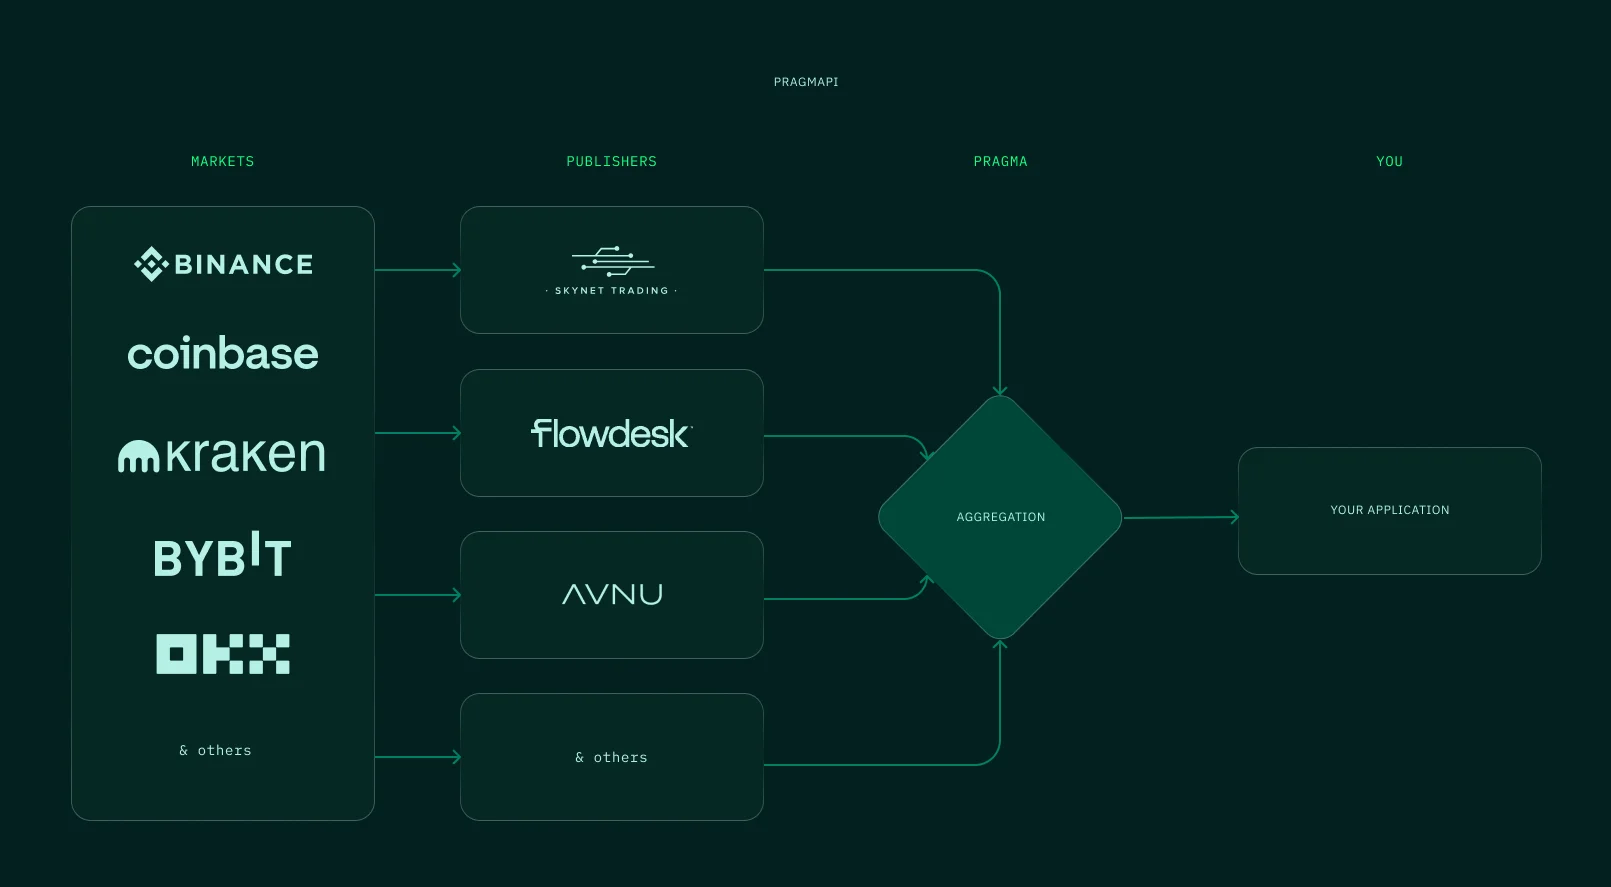 PRAGMAPI
MARKETS
PUBLISHERS
PRAGMA
YOU
BINANCE
coinbase
kraken
BYBIT
OKX
& others
· SKYNET TRADING ·
flowdesk
AVNU
& others
AGGREGATION
YOUR APPLICATION